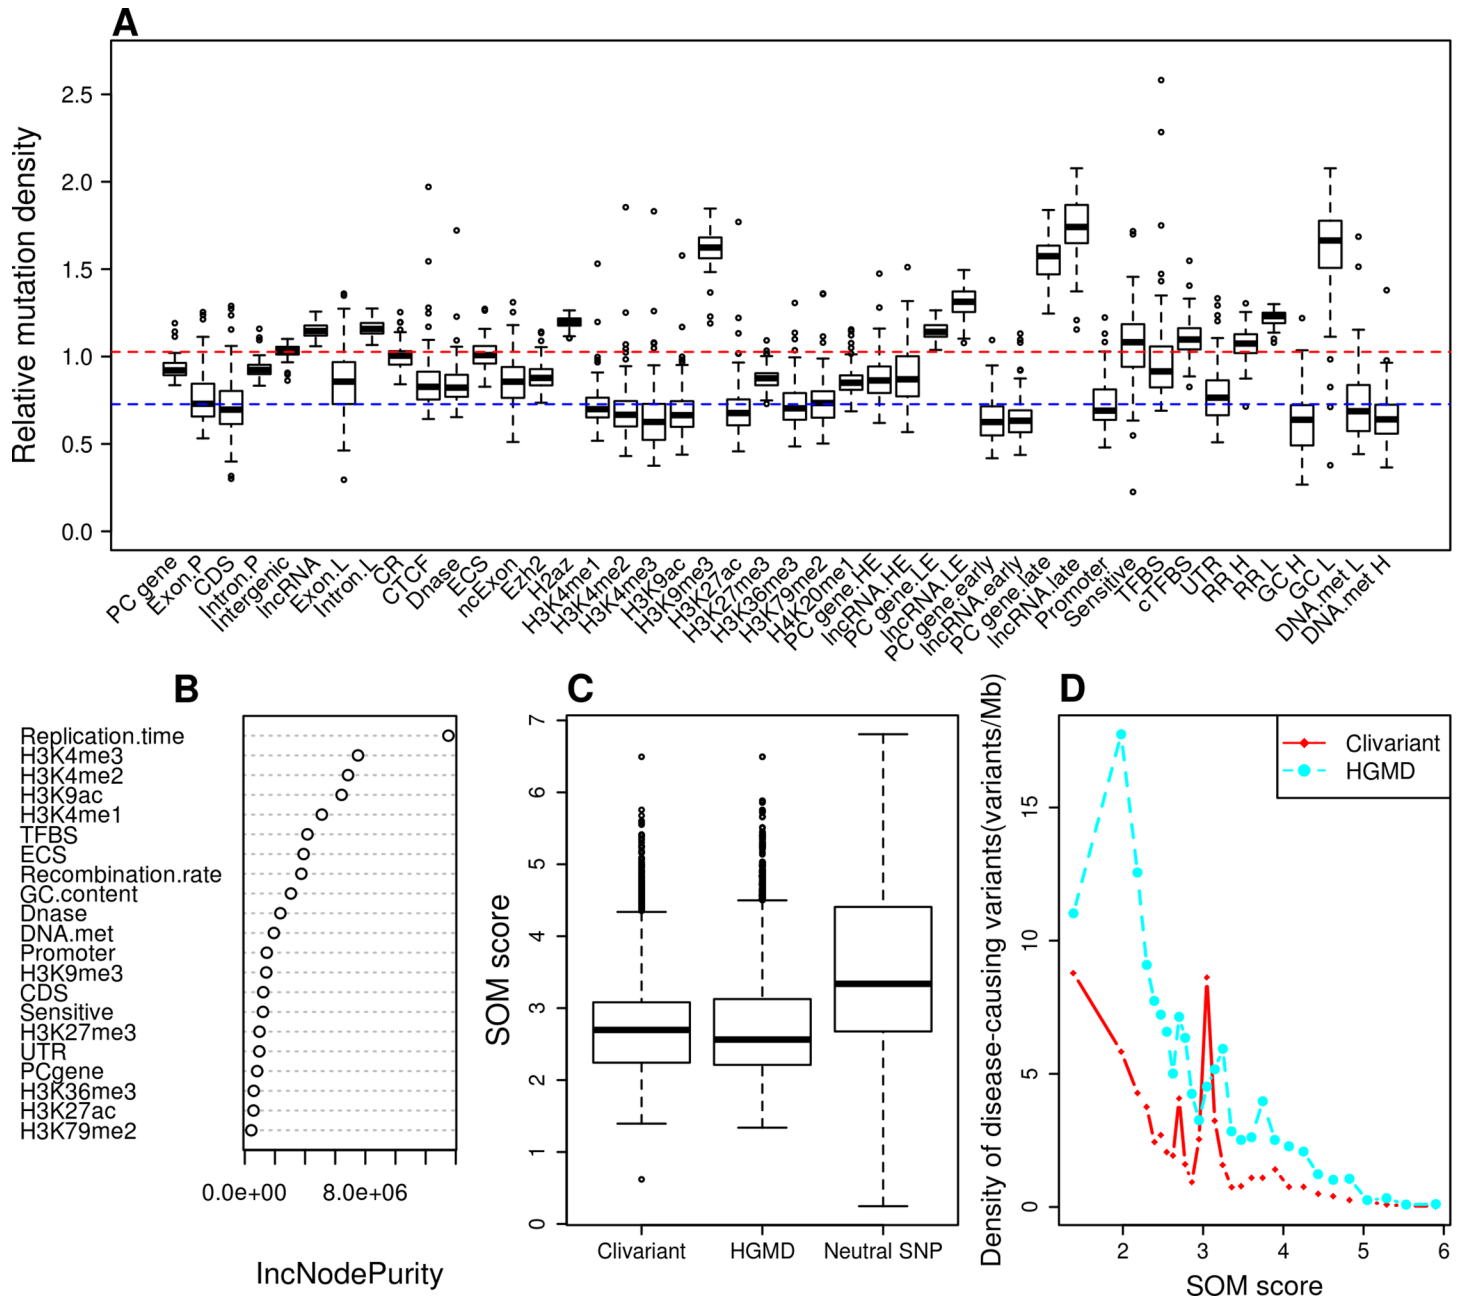 A
Relative mutation density
2.5
2.0
1.5
1.0
0.5
0.0
PC gene
Exon.P
CDS
Intron.P
Intergenic
lncRNA
Exon.L
Intron.L
CR
CTCF
Dnase
ECS
ncExon
Ezh2
H2az
H3K4me1
H3K4me2
H3K4me3
H3K9ac
H3K9me3
H3K27ac
H3K27me3
H3K36me3
H3K79me2
H4K20me1
PC gene.HE
lncRNA.HE
PC gene.LE
lncRNA.LE
PC gene.early
lncRNA.early
PC gene.late
lncRNA.late
Promoter
Sensitive
TFBS
cTFBS
UTR
RR H
RR L
GC H
GC L
DNA.met L
DNA.met H
B
Replication.time
H3K4me3
H3K4me2
H3K9ac
H3K4me1
TFBS
ECS
Recombination.rate
GC.content
Dnase
DNA.met
Promoter
H3K9me3
CDS
Sensitive
H3K27me3
UTR
PCgene
H3K36me3
H3K27ac
H3K79me2
0.0e+00 8.0e+06
IncNodePurity
C
SOM score
7
6
5
4
3
2
1
0
Clivariant HGMD Neutral SNP
D
Density of disease-causing variants(variants/Mb)
15
10
5
0
Clivariant
HGMD
2 3 4 5 6
SOM score